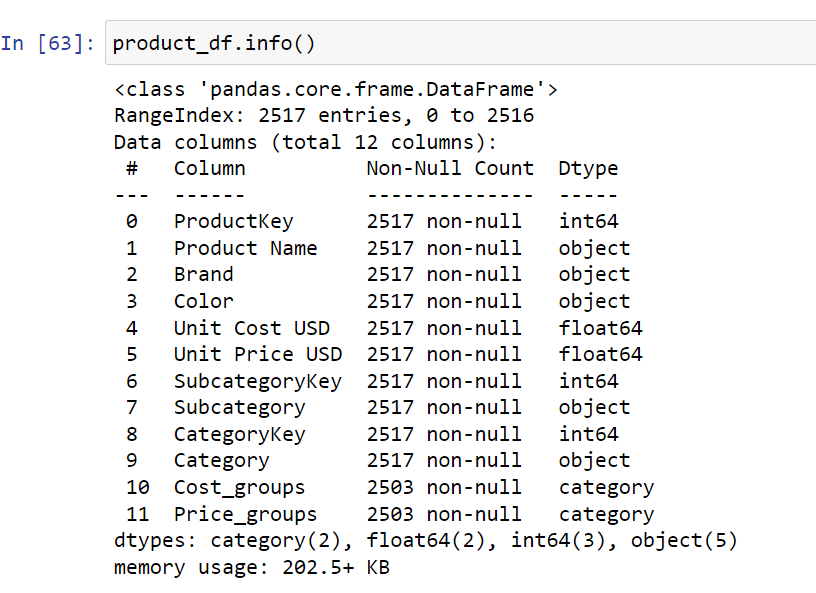 In [63]: product_df.info()
<class 'pandas.core.frame.DataFrame'>
RangeIndex: 2517 entries, 0 to 2516
Data columns (total 12 columns):
 #   Column          Non-Null Count  Dtype
---  ------          --------------  -----
 0   ProductKey      2517 non-null   int64
 1   Product Name    2517 non-null   object
 2   Brand           2517 non-null   object
 3   Color           2517 non-null   object
 4   Unit Cost USD   2517 non-null   float64
 5   Unit Price USD  2517 non-null   float64
 6   SubcategoryKey  2517 non-null   int64
 7   Subcategory     2517 non-null   object
 8   CategoryKey     2517 non-null   int64
 9   Category        2517 non-null   object
 10  Cost_groups     2503 non-null   category
 11  Price_groups    2503 non-null   category
dtypes: category(2), float64(2), int64(3), object(5)
memory usage: 202.5+ KB